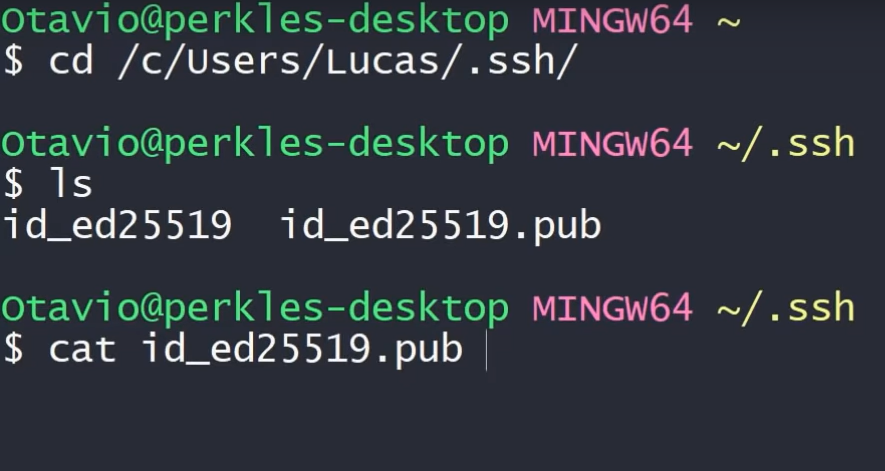 Otavio@perkles-desktop MINGW64 ~
$ cd /c/Users/Lucas/.ssh/
Otavio@perkles-desktop MINGW64 ~/.ssh
$ ls
id_ed25519  id_ed25519.pub
Otavio@perkles-desktop MINGW64 ~/.ssh
$ cat id_ed25519.pub